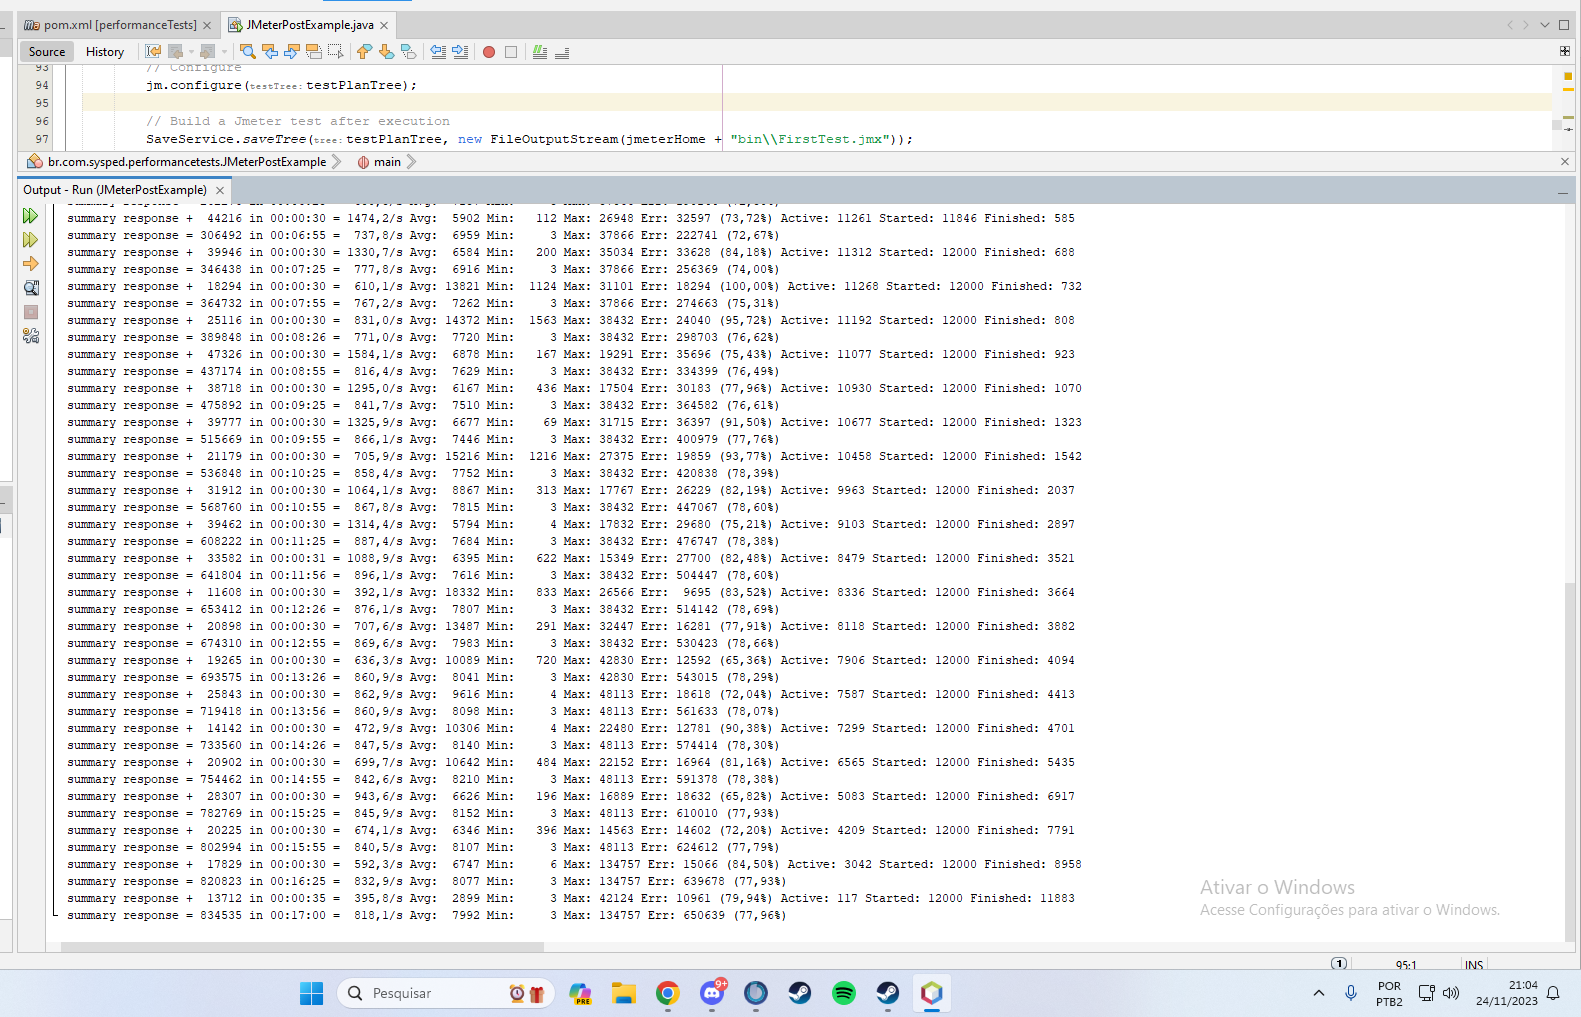 pom.xml [performanceTests]
JMeterPostExample.java
Source History
93 // Configure
94 jm.configure(testTree: testPlanTree);
95
96 // Build a Jmeter test after execution
97 SaveService.saveTree(tree: testPlanTree, new FileOutputStream(jmeterHome + "bin\\FirstTest.jmx"));
br.com.sysped.performancetests.JMeterPostExample main
Output - Run (JMeterPostExample)
summary response + 44216 in 00:00:30 = 1474,2/s Avg: 5902 Min: 112 Max: 26948 Err: 32597 (73,72%) Active: 11261 Started: 11846 Finished: 585
summary response = 306492 in 00:06:55 = 737,8/s Avg: 6959 Min: 3 Max: 37866 Err: 222741 (72,67%)
summary response + 39946 in 00:00:30 = 1330,7/s Avg: 6584 Min: 200 Max: 35034 Err: 33628 (84,18%) Active: 11312 Started: 12000 Finished: 688
summary response = 346438 in 00:07:25 = 777,8/s Avg: 6916 Min: 3 Max: 37866 Err: 256369 (74,00%)
summary response + 18294 in 00:00:30 = 610,1/s Avg: 13821 Min: 1124 Max: 31101 Err: 18294 (100,00%) Active: 11268 Started: 12000 Finished: 732
summary response = 364732 in 00:07:55 = 767,2/s Avg: 7262 Min: 3 Max: 37866 Err: 274663 (75,31%)
summary response + 25116 in 00:00:30 = 831,0/s Avg: 14372 Min: 1563 Max: 38432 Err: 24040 (95,72%) Active: 11192 Started: 12000 Finished: 808
summary response = 389848 in 00:08:26 = 771,0/s Avg: 7720 Min: 3 Max: 38432 Err: 298703 (76,62%)
summary response + 47326 in 00:00:30 = 1584,1/s Avg: 6878 Min: 167 Max: 19291 Err: 35696 (75,43%) Active: 11077 Started: 12000 Finished: 923
summary response = 437174 in 00:08:55 = 816,4/s Avg: 7629 Min: 3 Max: 38432 Err: 334399 (76,49%)
summary response + 38718 in 00:00:30 = 1295,0/s Avg: 6167 Min: 436 Max: 17504 Err: 30183 (77,96%) Active: 10930 Started: 12000 Finished: 1070
summary response = 475892 in 00:09:25 = 841,7/s Avg: 7510 Min: 3 Max: 38432 Err: 364582 (76,61%)
summary response + 39777 in 00:00:30 = 1325,9/s Avg: 6677 Min: 69 Max: 31715 Err: 36397 (91,50%) Active: 10677 Started: 12000 Finished: 1323
summary response = 515669 in 00:09:55 = 866,1/s Avg: 7446 Min: 3 Max: 38432 Err: 400979 (77,76%)
summary response + 21179 in 00:00:30 = 705,9/s Avg: 15216 Min: 1216 Max: 27375 Err: 19859 (93,77%) Active: 10458 Started: 12000 Finished: 1542
summary response = 536848 in 00:10:25 = 858,4/s Avg: 7752 Min: 3 Max: 38432 Err: 420838 (78,39%)
summary response + 31912 in 00:00:30 = 1064,1/s Avg: 8867 Min: 313 Max: 17767 Err: 26229 (82,19%) Active: 9963 Started: 12000 Finished: 2037
summary response = 568760 in 00:10:55 = 867,8/s Avg: 7815 Min: 3 Max: 38432 Err: 447067 (78,60%)
summary response + 39462 in 00:00:30 = 1314,4/s Avg: 5794 Min: 4 Max: 17832 Err: 29680 (75,21%) Active: 9103 Started: 12000 Finished: 2897
summary response = 608222 in 00:11:25 = 887,4/s Avg: 7684 Min: 3 Max: 38432 Err: 476747 (78,38%)
summary response + 33582 in 00:00:31 = 1088,9/s Avg: 6395 Min: 622 Max: 15349 Err: 27700 (82,48%) Active: 8479 Started: 12000 Finished: 3521
summary response = 641804 in 00:11:56 = 896,1/s Avg: 7616 Min: 3 Max: 38432 Err: 504447 (78,60%)
summary response + 11608 in 00:00:30 = 392,1/s Avg: 18332 Min: 833 Max: 26566 Err: 9695 (83,52%) Active: 8336 Started: 12000 Finished: 3664
summary response = 653412 in 00:12:26 = 876,1/s Avg: 7807 Min: 3 Max: 38432 Err: 514142 (78,69%)
summary response + 20898 in 00:00:30 = 707,6/s Avg: 13487 Min: 291 Max: 32447 Err: 16281 (77,91%) Active: 8118 Started: 12000 Finished: 3882
summary response = 674310 in 00:12:55 = 869,6/s Avg: 7983 Min: 3 Max: 38432 Err: 530423 (78,66%)
summary response + 19265 in 00:00:30 = 636,3/s Avg: 10089 Min: 720 Max: 42830 Err: 12592 (65,36%) Active: 7906 Started: 12000 Finished: 4094
summary response = 693575 in 00:13:26 = 860,9/s Avg: 8041 Min: 3 Max: 42830 Err: 543015 (78,29%)
summary response + 25843 in 00:00:30 = 862,9/s Avg: 9616 Min: 4 Max: 48113 Err: 18618 (72,04%) Active: 7587 Started: 12000 Finished: 4413
summary response = 719418 in 00:13:56 = 860,9/s Avg: 8098 Min: 3 Max: 48113 Err: 561633 (78,07%)
summary response + 14142 in 00:00:30 = 472,9/s Avg: 10306 Min: 4 Max: 22480 Err: 12781 (90,38%) Active: 7299 Started: 12000 Finished: 4701
summary response = 733560 in 00:14:26 = 847,5/s Avg: 8140 Min: 3 Max: 48113 Err: 574414 (78,30%)
summary response + 20902 in 00:00:30 = 699,7/s Avg: 10642 Min: 484 Max: 22152 Err: 16964 (81,16%) Active: 6565 Started: 12000 Finished: 5435
summary response = 754462 in 00:14:55 = 842,6/s Avg: 8210 Min: 3 Max: 48113 Err: 591378 (78,38%)
summary response + 28307 in 00:00:30 = 943,6/s Avg: 6626 Min: 196 Max: 16889 Err: 18632 (65,82%) Active: 5083 Started: 12000 Finished: 6917
summary response = 782769 in 00:15:25 = 845,9/s Avg: 8152 Min: 3 Max: 48113 Err: 610010 (77,93%)
summary response + 20225 in 00:00:30 = 674,1/s Avg: 6346 Min: 396 Max: 14563 Err: 14602 (72,20%) Active: 4209 Started: 12000 Finished: 7791
summary response = 802994 in 00:15:55 = 840,5/s Avg: 8107 Min: 3 Max: 48113 Err: 624612 (77,79%)
summary response + 17829 in 00:00:30 = 592,3/s Avg: 6747 Min: 6 Max: 134757 Err: 15066 (84,50%) Active: 3042 Started: 12000 Finished: 8958
summary response = 820823 in 00:16:25 = 832,9/s Avg: 8077 Min: 3 Max: 134757 Err: 639678 (77,93%)
summary response + 13712 in 00:00:35 = 395,8/s Avg: 2899 Min: 3 Max: 42124 Err: 10961 (79,94%) Active: 117 Started: 12000 Finished: 11883
summary response = 834535 in 00:17:00 = 818,1/s Avg: 7992 Min: 3 Max: 134757 Err: 650639 (77,96%)
Ativar o Windows
Acesse Configurações para ativar o Windows.
1 95:1 INS
Pesquisar
PRE
9+
POR
PTB2
21:04
24/11/2023